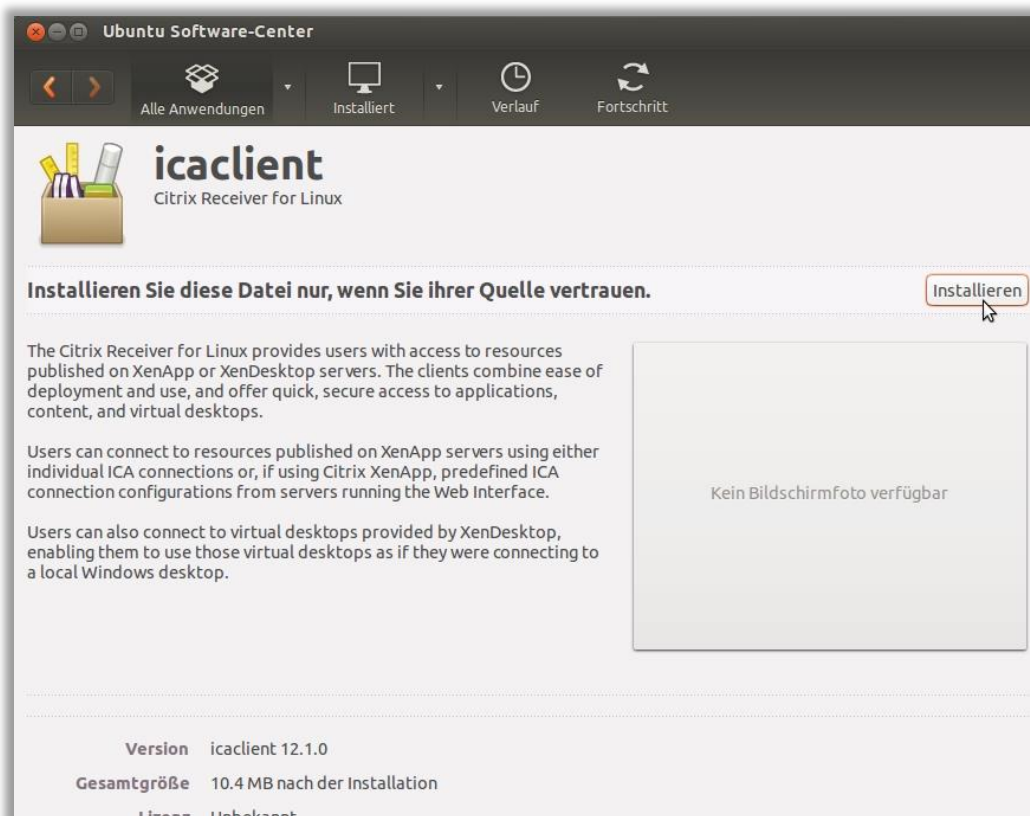 Ubuntu Software-Center
Alle Anwendungen
Installiert
Verlauf
Fortschritt
icaclient
Citrix Receiver for Linux
Installieren Sie diese Datei nur, wenn Sie ihrer Quelle vertrauen.
Installieren
The Citrix Receiver for Linux provides users with access to resources
published on XenApp or XenDesktop servers. The clients combine ease of
deployment and use, and offer quick, secure access to applications,
content, and virtual desktops.
Users can connect to resources published on XenApp servers using either
individual ICA connections or, if using Citrix XenApp, predefined ICA
connection configurations from servers running the Web Interface.
Users can also connect to virtual desktops provided by XenDesktop,
enabling them to use those virtual desktops as if they were connecting to
a local Windows desktop.
Kein Bildschirmfoto verfügbar
Version icaclient 12.1.0
Gesamtgröße 10.4 MB nach der Installation
Lizenz Unbekannt